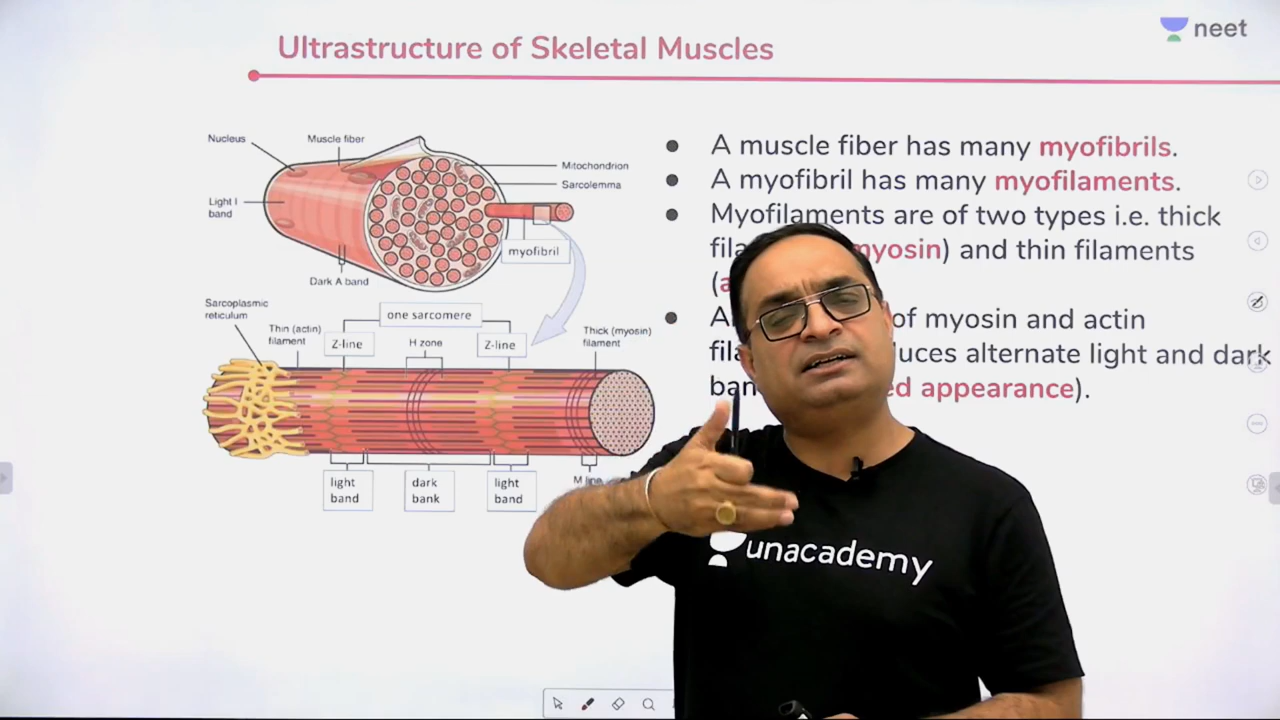 neet
Ultrastructure of Skeletal Muscles
Nucleus
Muscle fiber
Mitochondrion
Sarcolemma
Light I
band
myofibril
Dark A band
Sarcoplasmic
reticulum
Thin (actin)
filament
one sarcomere
Z-line
H zone
Z-line
Thick (myosin)
filament
light
band
dark
bank
light
band
● A muscle fiber has many myofibrils.
● A myofibril has many myofilaments.
● Myofilaments are of two types i.e. thick
myosin) and thin filaments
(
● of myosin and actin
alternate light and dark
appearance).
unacademy